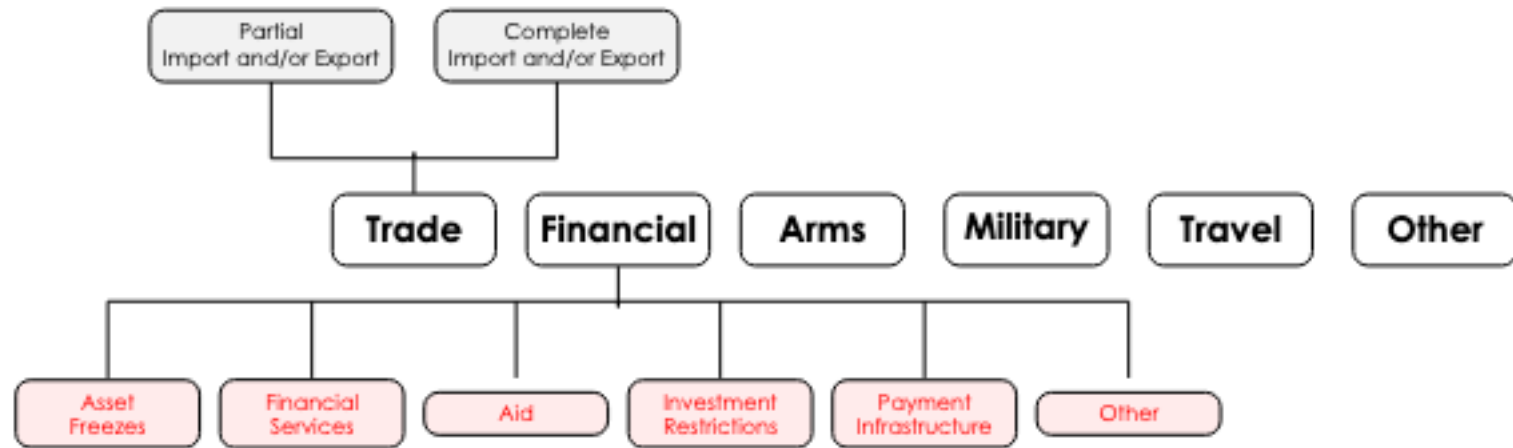 Partial
Import and/or Export
Complete
Import and/or Export
Trade
Financial
Arms
Military
Travel
Other
Asset
Freezes
Financial
Services
Aid
Investment
Restrictions
Payment
Infrastructure
Other